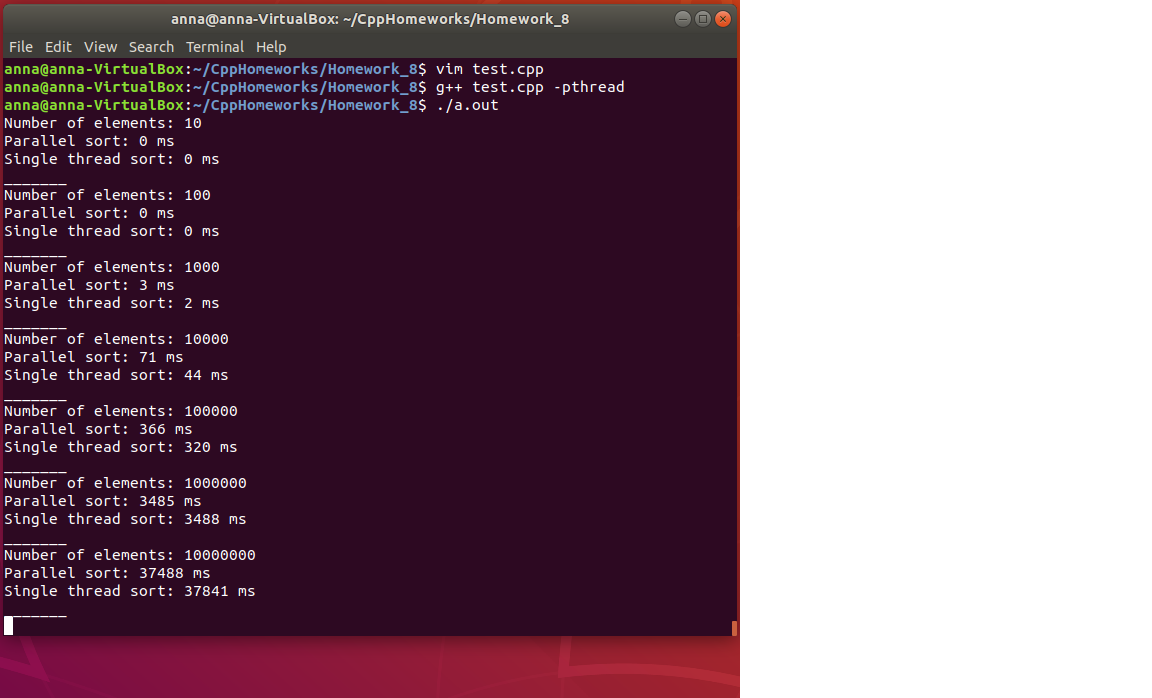 anna@anna-VirtualBox: ~/CppHomeworks/Homework_8
File Edit View Search Terminal Help
anna@anna-VirtualBox:~/CppHomeworks/Homework_8$ vim test.cpp
anna@anna-VirtualBox:~/CppHomeworks/Homework_8$ g++ test.cpp -pthread
anna@anna-VirtualBox:~/CppHomeworks/Homework_8$ ./a.out
Number of elements: 10
Parallel sort: 0 ms
Single thread sort: 0 ms
_______
Number of elements: 100
Parallel sort: 0 ms
Single thread sort: 0 ms
_______
Number of elements: 1000
Parallel sort: 3 ms
Single thread sort: 2 ms
_______
Number of elements: 10000
Parallel sort: 71 ms
Single thread sort: 44 ms
_______
Number of elements: 100000
Parallel sort: 366 ms
Single thread sort: 320 ms
_______
Number of elements: 1000000
Parallel sort: 3485 ms
Single thread sort: 3488 ms
_______
Number of elements: 10000000
Parallel sort: 37488 ms
Single thread sort: 37841 ms
_______